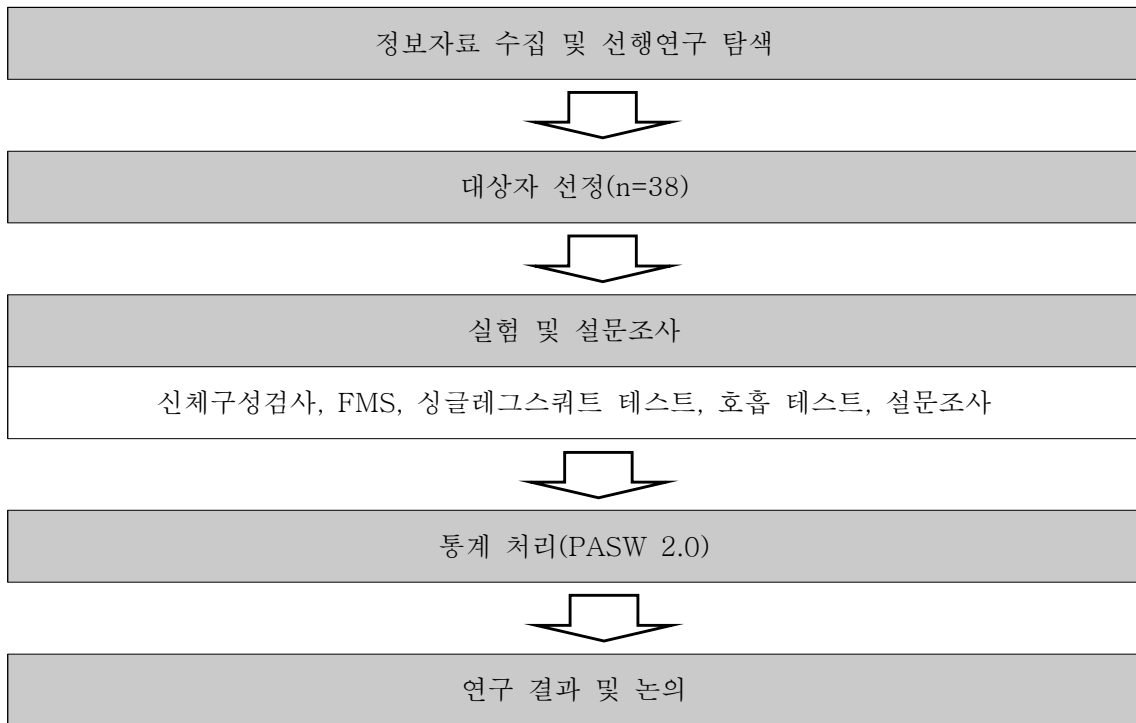 정보자료 수집 및 선행연구 탐색
대상자 선정(n=38)
실험 및 설문조사
신체구성검사, FMS, 싱글레그스쿼트 테스트, 호흡 테스트, 설문조사
통계 처리(PASW 2.0)
연구 결과 및 논의